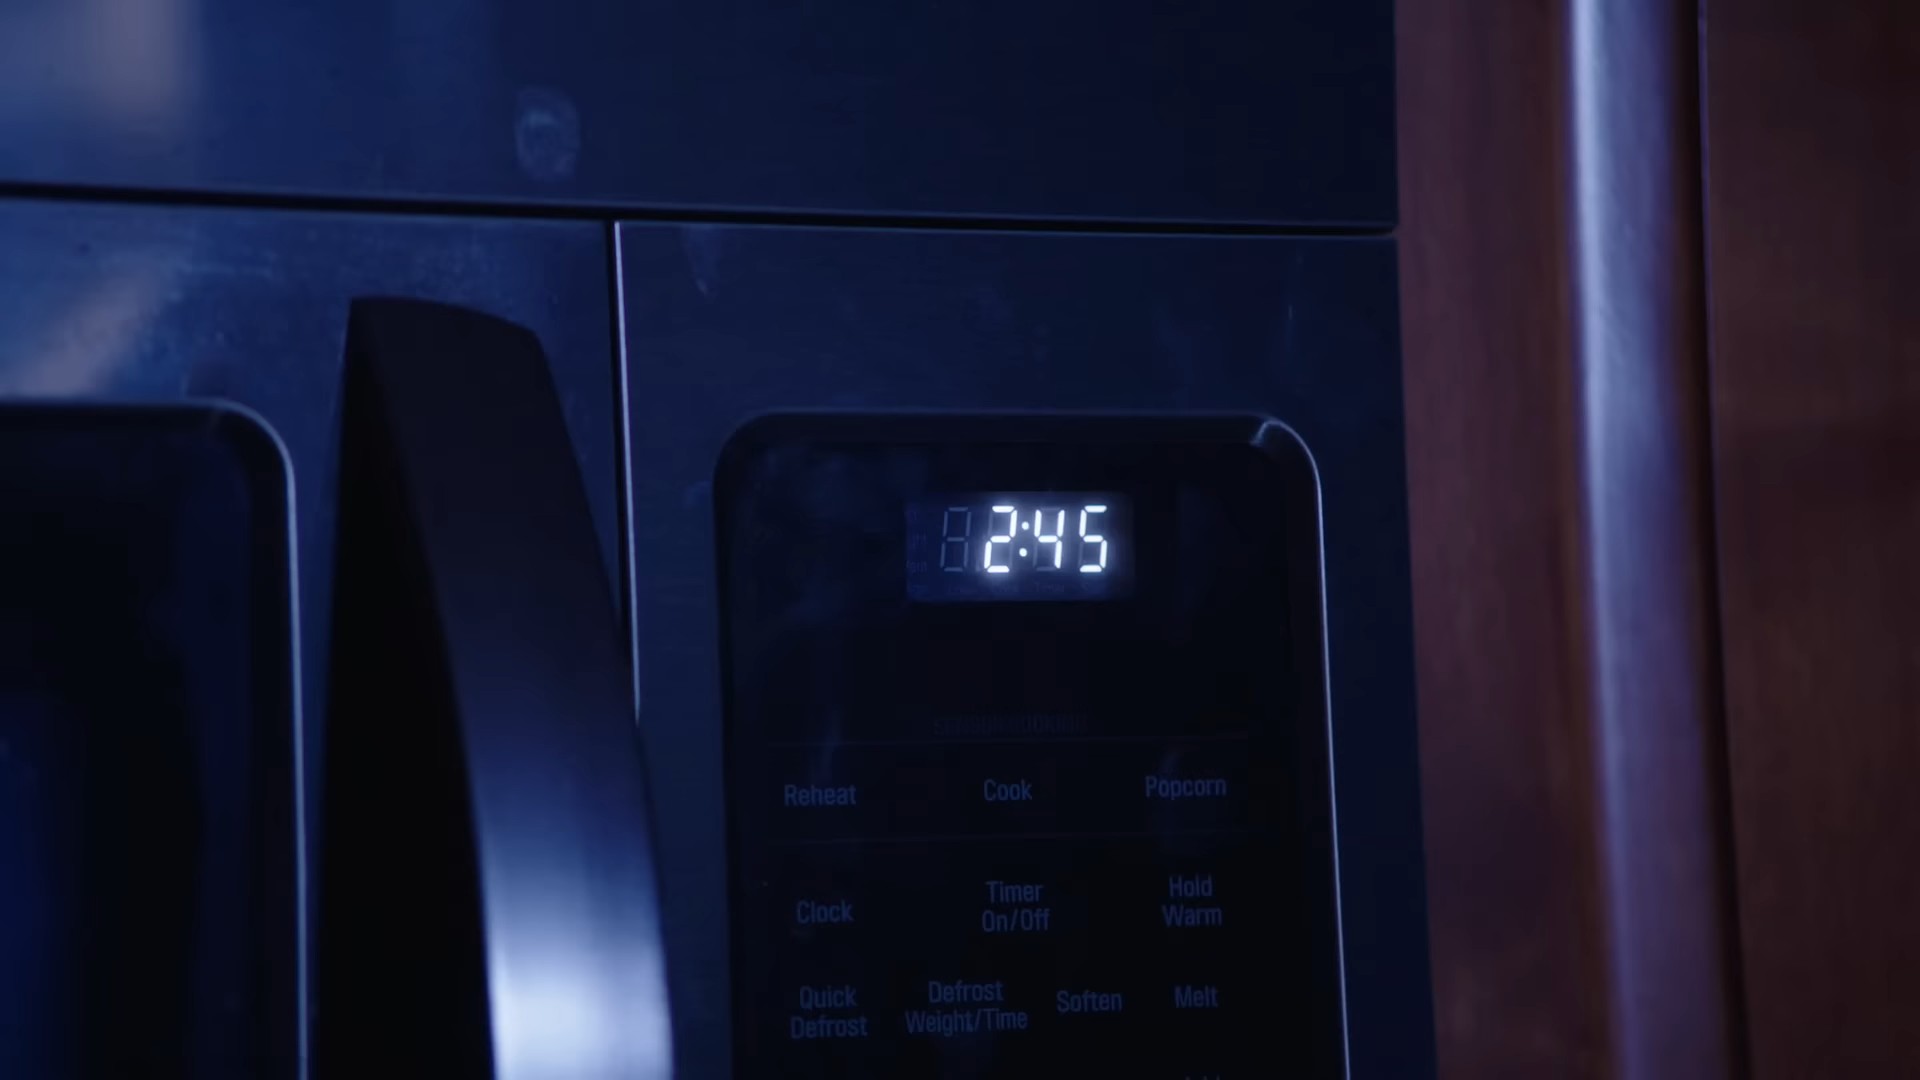 2:45
Reheat Cook Popcorn
Clock Timer On/Off Hold Warm
Quick Defrost Defrost Weight/Time Soften Melt